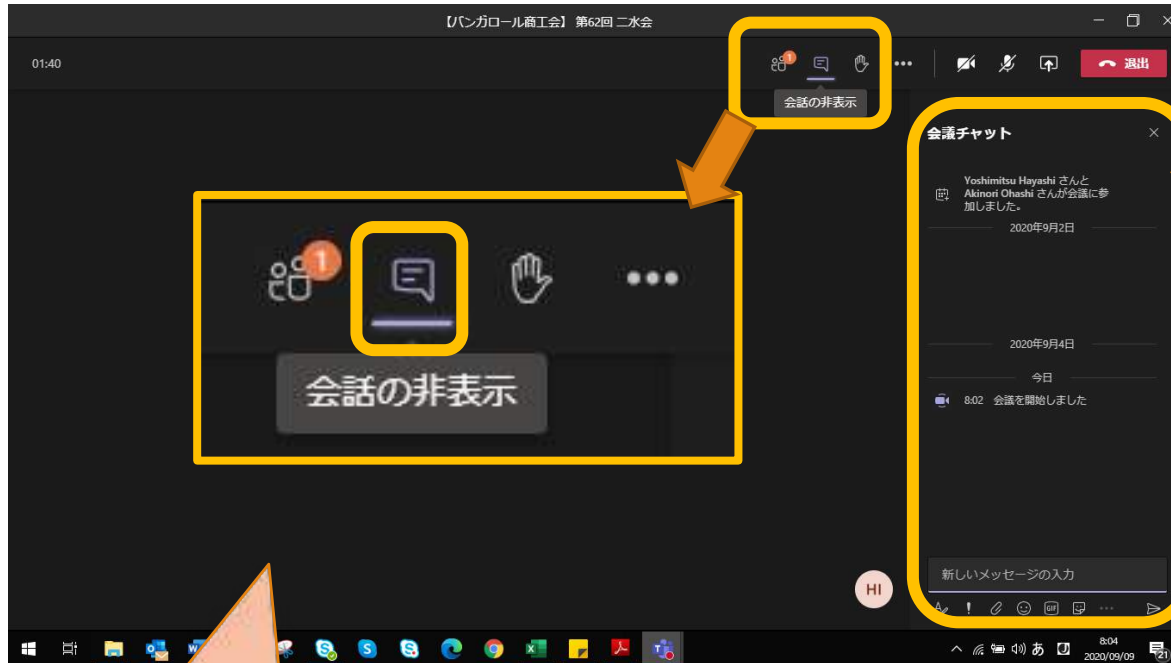 【バンガロール商工会】 第62回 二水会
01:40
1
退出
会話の非表示
会議チャット
Yoshimitsu Hayashi さんと
Akinori Ohashi さんが会議に参
加しました。
2020年9月2日
2020年9月4日
今日
8:02 会議を開始しました
1
会話の非表示
HI
新しいメッセージの入力
GIF
あ
8:04
2020/09/09
21